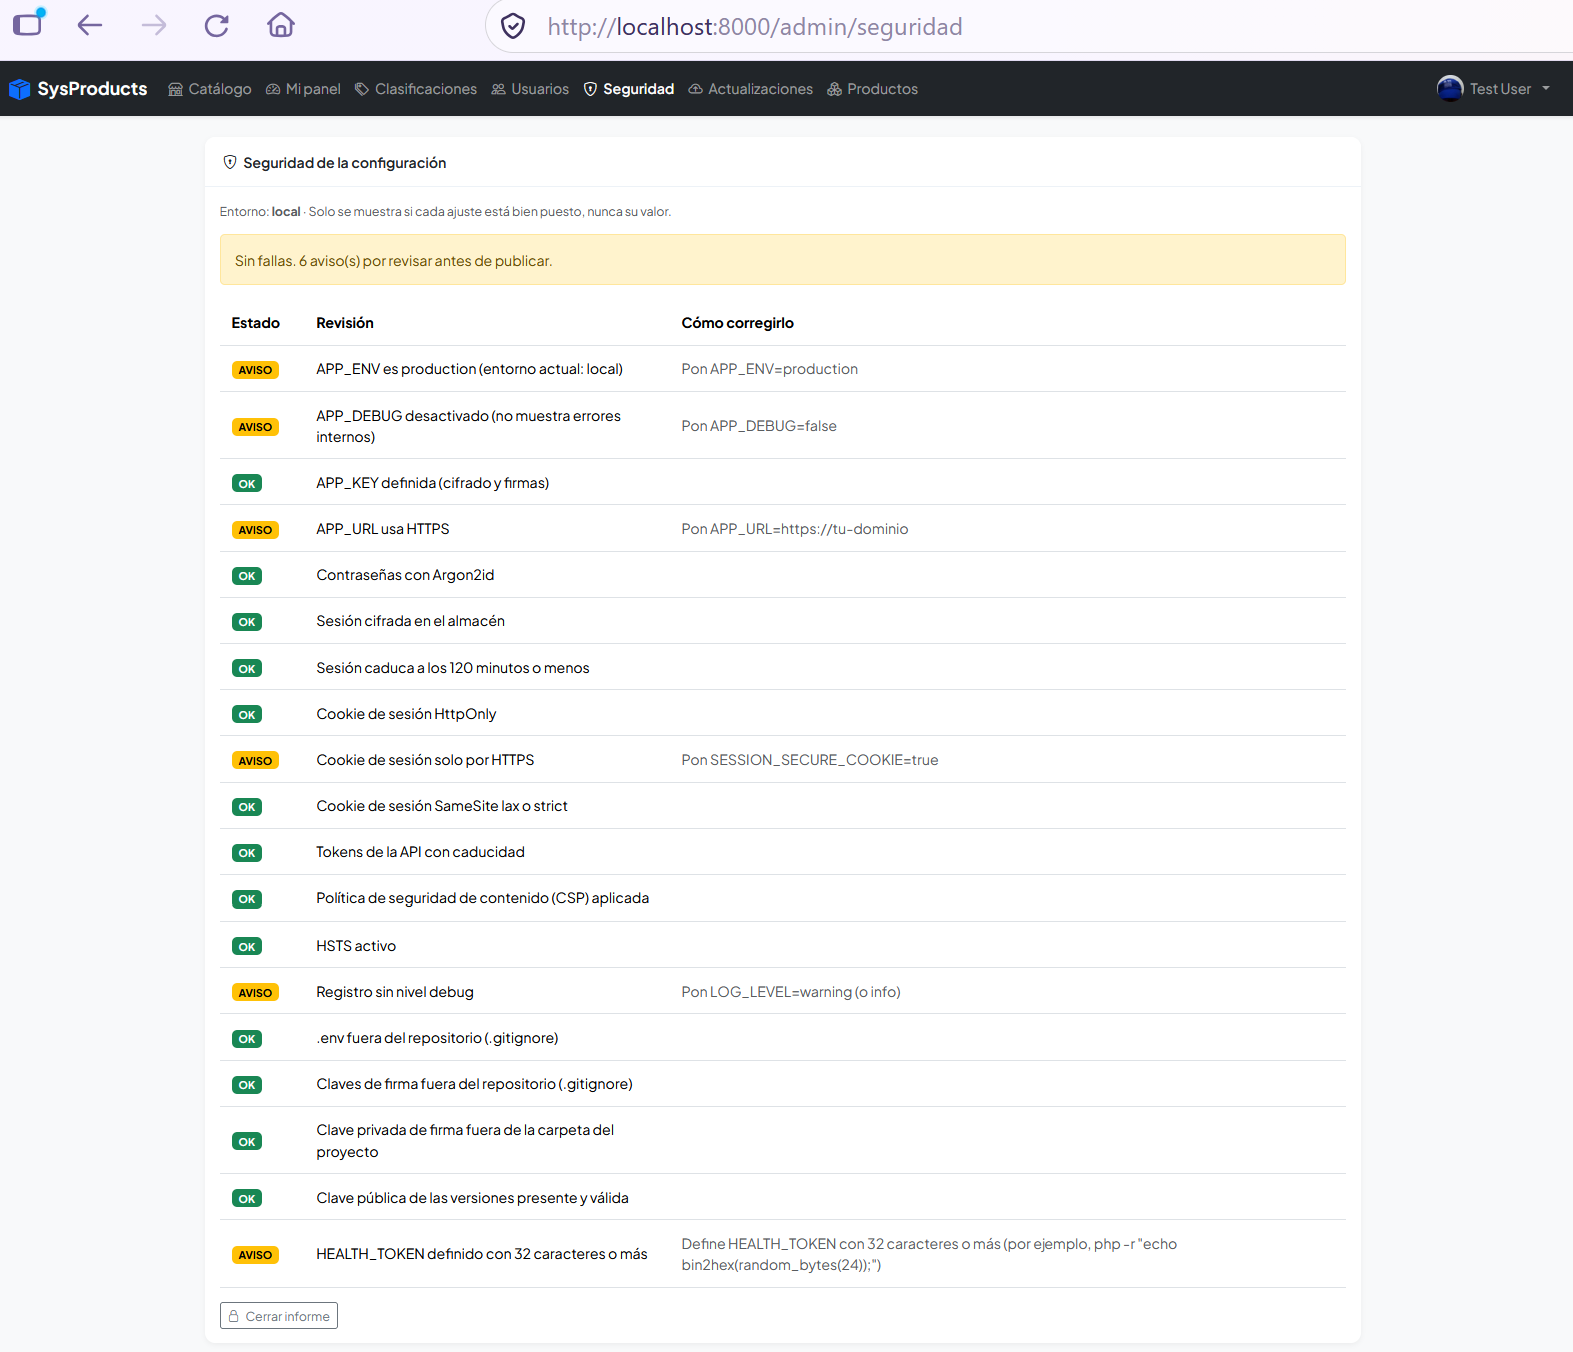 http://localhost:8000/admin/seguridad
SysProducts Catálogo Mi panel Clasificaciones Usuarios Seguridad Actualizaciones Productos Test User
Seguridad de la configuración
Entorno: local · Solo se muestra si cada ajuste está bien puesto, nunca su valor.
Sin fallas. 6 aviso(s) por revisar antes de publicar.
Estado Revisión Cómo corregirlo
AVISO APP_ENV es production (entorno actual: local) Pon APP_ENV=production
AVISO APP_DEBUG desactivado (no muestra errores
internos) Pon APP_DEBUG=false
OK APP_KEY definida (cifrado y firmas)
AVISO APP_URL usa HTTPS Pon APP_URL=https://tu-dominio
OK Contraseñas con Argon2id
OK Sesión cifrada en el almacén
OK Sesión caduca a los 120 minutos o menos
OK Cookie de sesión HttpOnly
AVISO Cookie de sesión solo por HTTPS Pon SESSION_SECURE_COOKIE=true
OK Cookie de sesión SameSite lax o strict
OK Tokens de la API con caducidad
OK Política de seguridad de contenido (CSP) aplicada
OK HSTS activo
AVISO Registro sin nivel debug Pon LOG_LEVEL=warning (o info)
OK .env fuera del repositorio (.gitignore)
OK Claves de firma fuera del repositorio (.gitignore)
OK Clave privada de firma fuera de la carpeta del
proyecto
OK Clave pública de las versiones presente y válida
AVISO HEALTH_TOKEN definido con 32 caracteres o más Define HEALTH_TOKEN con 32 caracteres o más (por ejemplo, php -r "echo
bin2hex(random_bytes(24));")
Cerrar informe